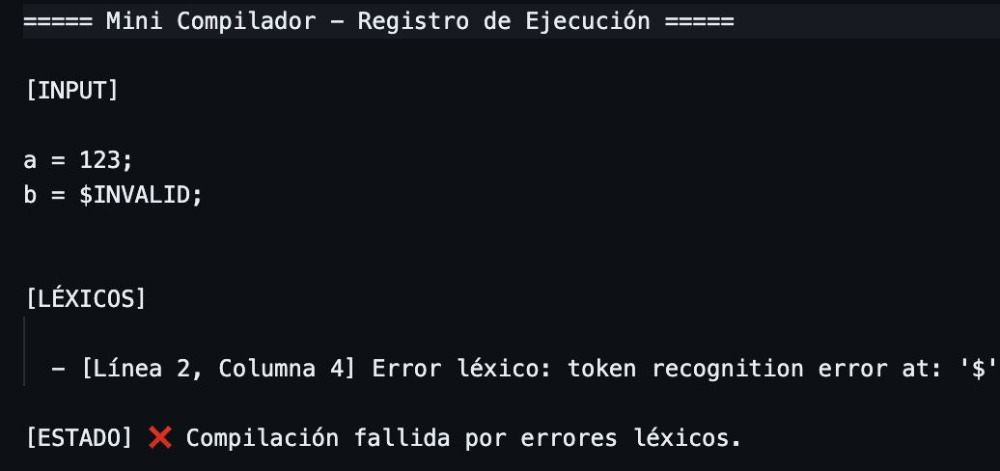 ===== Mini Compilador - Registro de Ejecución =====
[INPUT]
a = 123;
b = $INVALID;
[LÉXICOS]
- [Línea 2, Columna 4] Error léxico: token recognition error at: '$'
[ESTADO] ❌ Compilación fallida por errores léxicos.